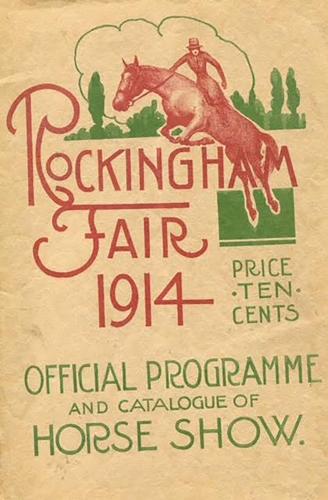 ROCKINGHAM
FAIR
1914
PRICE
·TEN·
CENTS
OFFICIAL PROGRAMME
AND CATALOGUE OF
HORSE SHOW.